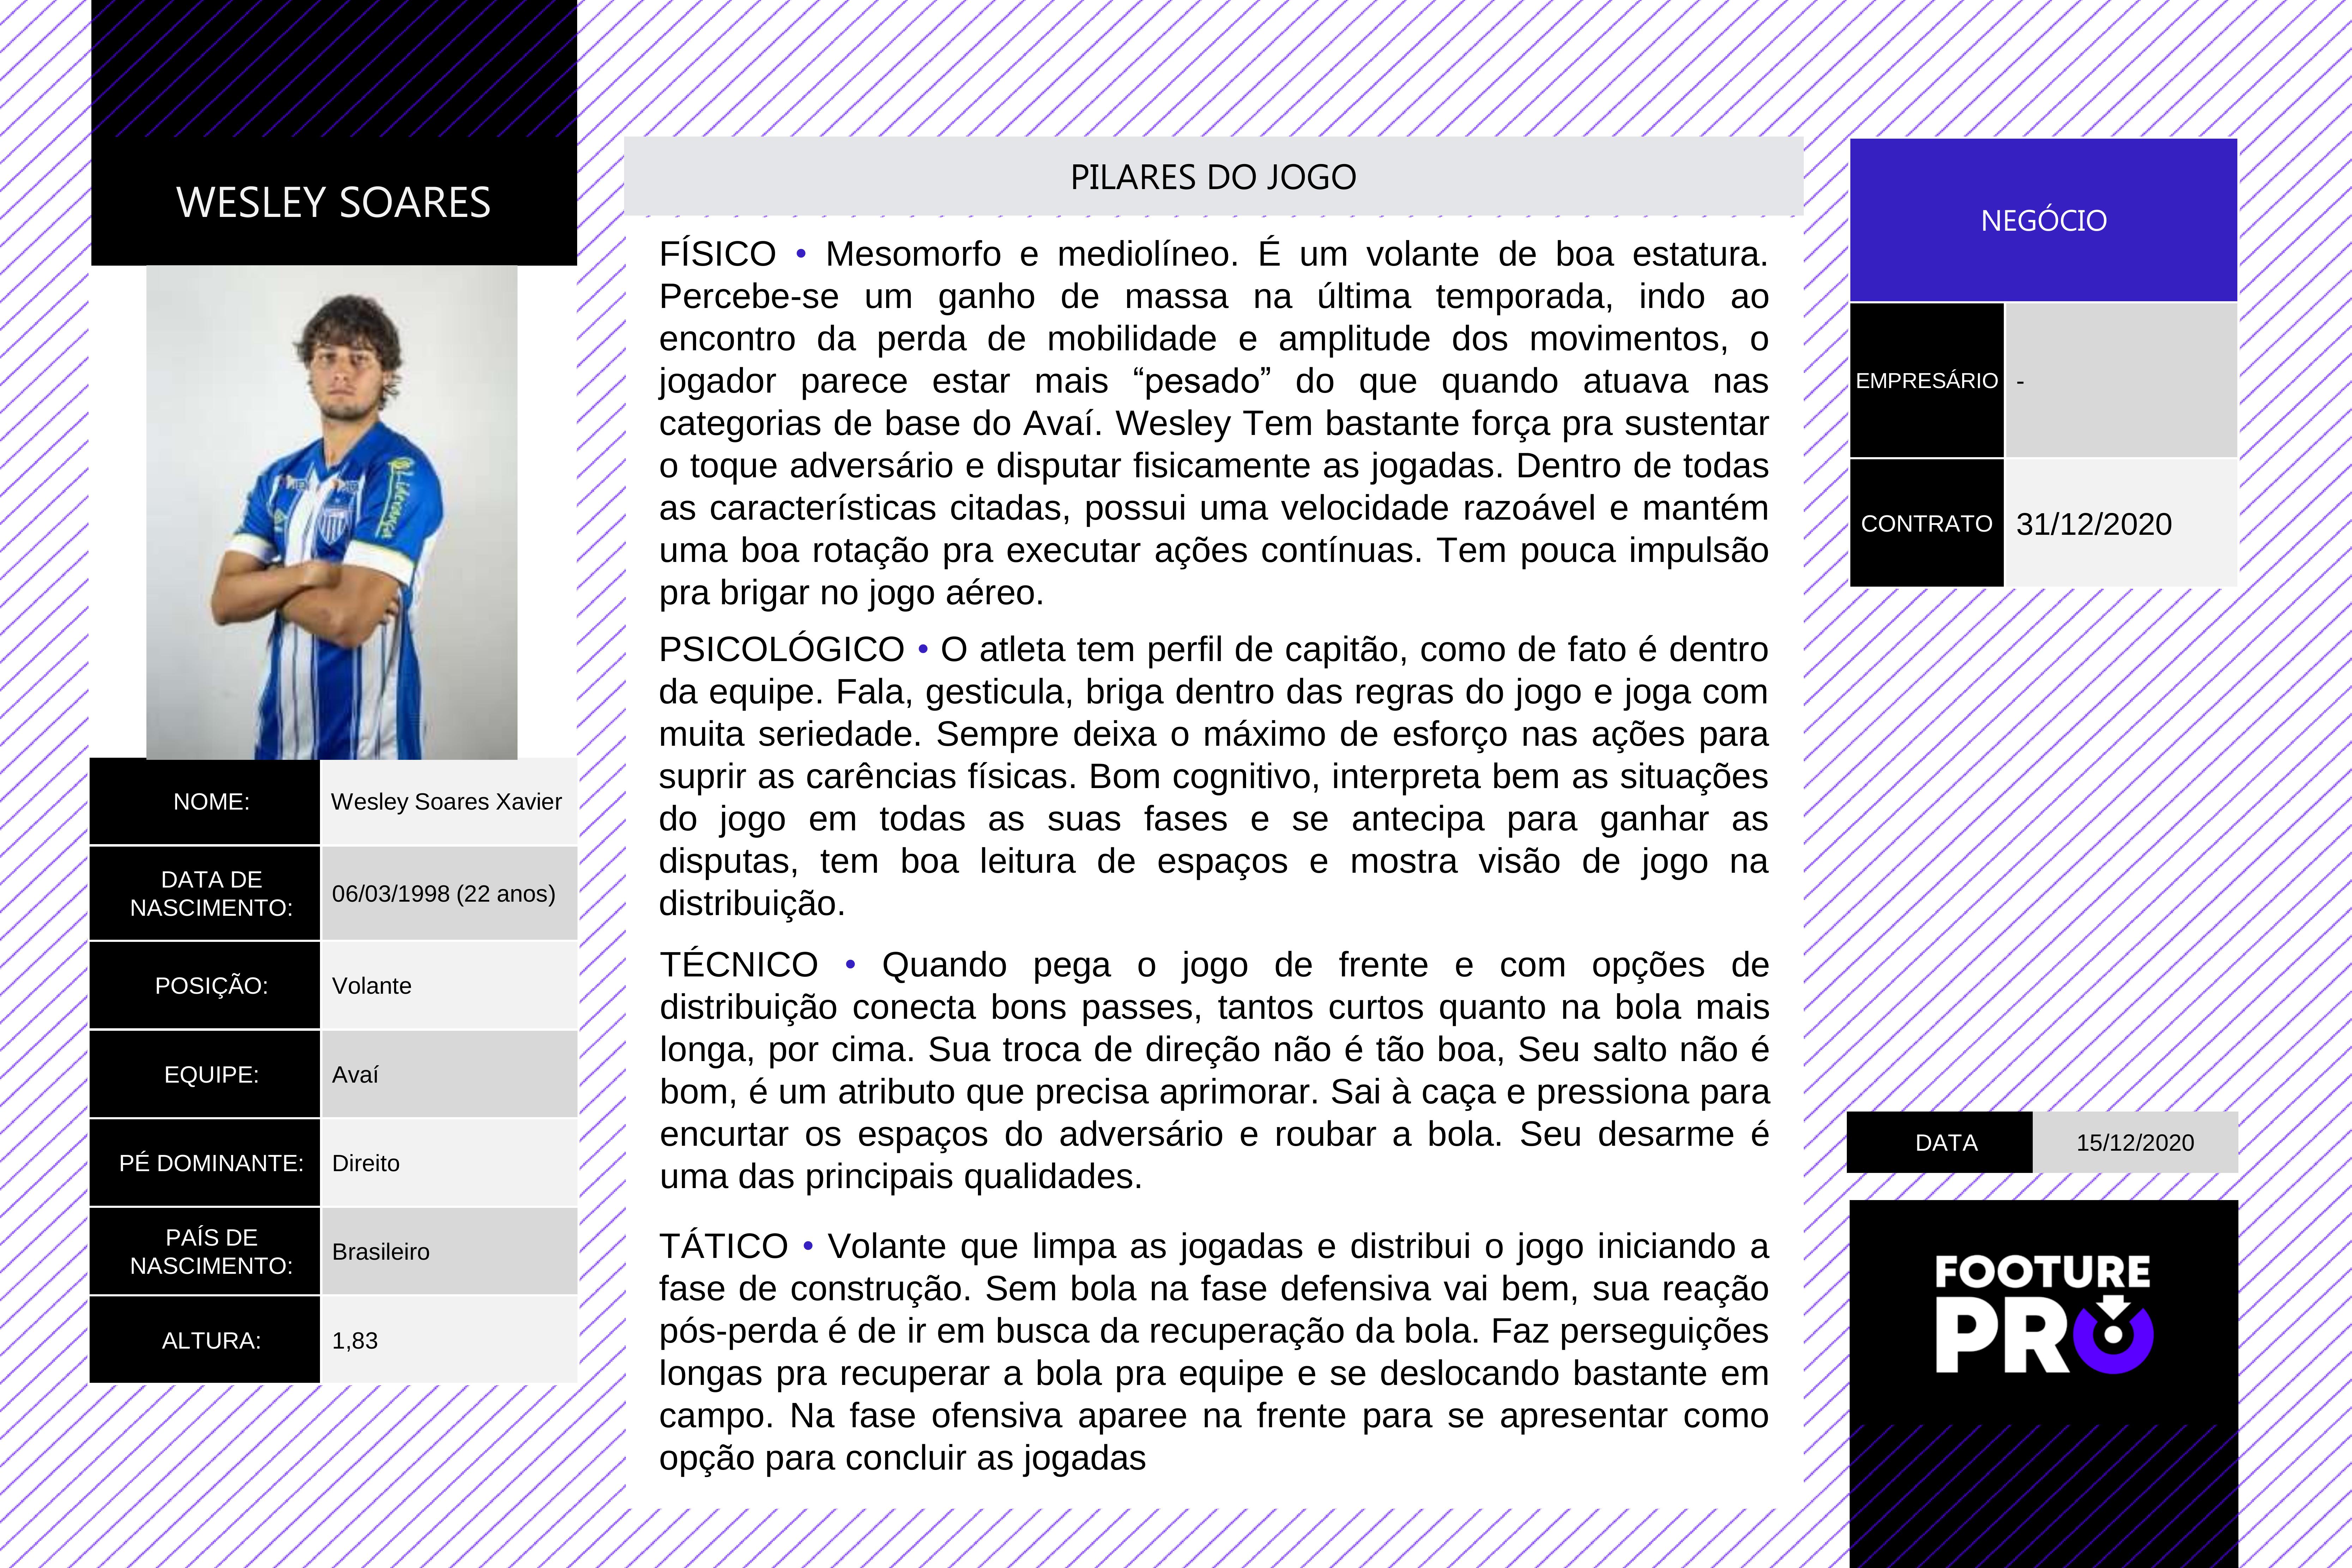 WESLEY SOARES
NOME: Wesley Soares Xavier
DATA DE
NASCIMENTO: 06/03/1998 (22 anos)
POSIÇÃO: Volante
EQUIPE: Avaí
PÉ DOMINANTE: Direito
PAÍS DE
NASCIMENTO: Brasileiro
ALTURA: 1,83
PILARES DO JOGO
FÍSICO • Mesomorfo e mediolíneo. É um volante de boa estatura.
Percebe-se um ganho de massa na última temporada, indo ao
encontro da perda de mobilidade e amplitude dos movimentos, o
jogador parece estar mais “pesado” do que quando atuava nas
categorias de base do Avaí. Wesley Tem bastante força pra sustentar
o toque adversário e disputar fisicamente as jogadas. Dentro de todas
as características citadas, possui uma velocidade razoável e mantém
uma boa rotação pra executar ações contínuas. Tem pouca impulsão
pra brigar no jogo aéreo.
PSICOLÓGICO • O atleta tem perfil de capitão, como de fato é dentro
da equipe. Fala, gesticula, briga dentro das regras do jogo e joga com
muita seriedade. Sempre deixa o máximo de esforço nas ações para
suprir as carências físicas. Bom cognitivo, interpreta bem as situações
do jogo em todas as suas fases e se antecipa para ganhar as
disputas, tem boa leitura de espaços e mostra visão de jogo na
distribuição.
TÉCNICO • Quando pega o jogo de frente e com opções de
distribuição conecta bons passes, tantos curtos quanto na bola mais
longa, por cima. Sua troca de direção não é tão boa, Seu salto não é
bom, é um atributo que precisa aprimorar. Sai à caça e pressiona para
encurtar os espaços do adversário e roubar a bola. Seu desarme é
uma das principais qualidades.
TÁTICO • Volante que limpa as jogadas e distribui o jogo iniciando a
fase de construção. Sem bola na fase defensiva vai bem, sua reação
pós-perda é de ir em busca da recuperação da bola. Faz perseguições
longas pra recuperar a bola pra equipe e se deslocando bastante em
campo. Na fase ofensiva aparee na frente para se apresentar como
opção para concluir as jogadas
NEGÓCIO
EMPRESÁRIO -
CONTRATO 31/12/2020
DATA 15/12/2020
FOOTURE
PRO